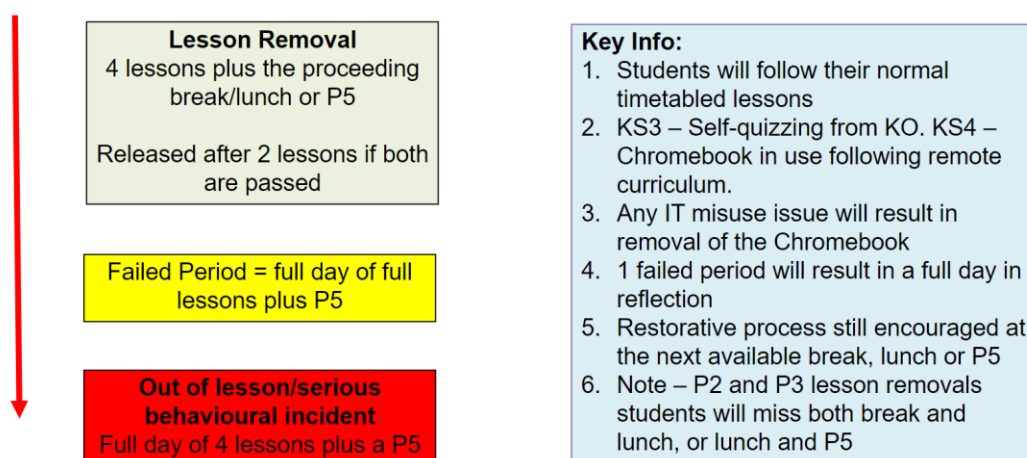 Lesson Removal
4 lessons plus the proceeding
break/lunch or P5
Released after 2 lessons if both
are passed
Failed Period = full day of full
lessons plus P5
Out of lesson/serious
behavioural incident
Full day of 4 lessons plus a P5
Key Info:
1. Students will follow their normal
timetabled lessons
2. KS3 – Self-quizzing from KO. KS4 –
Chromebook in use following remote
curriculum.
3. Any IT misuse issue will result in
removal of the Chromebook
4. 1 failed period will result in a full day in
reflection
5. Restorative process still encouraged at
the next available break, lunch or P5
6. Note – P2 and P3 lesson removals
students will miss both break and
lunch, or lunch and P5